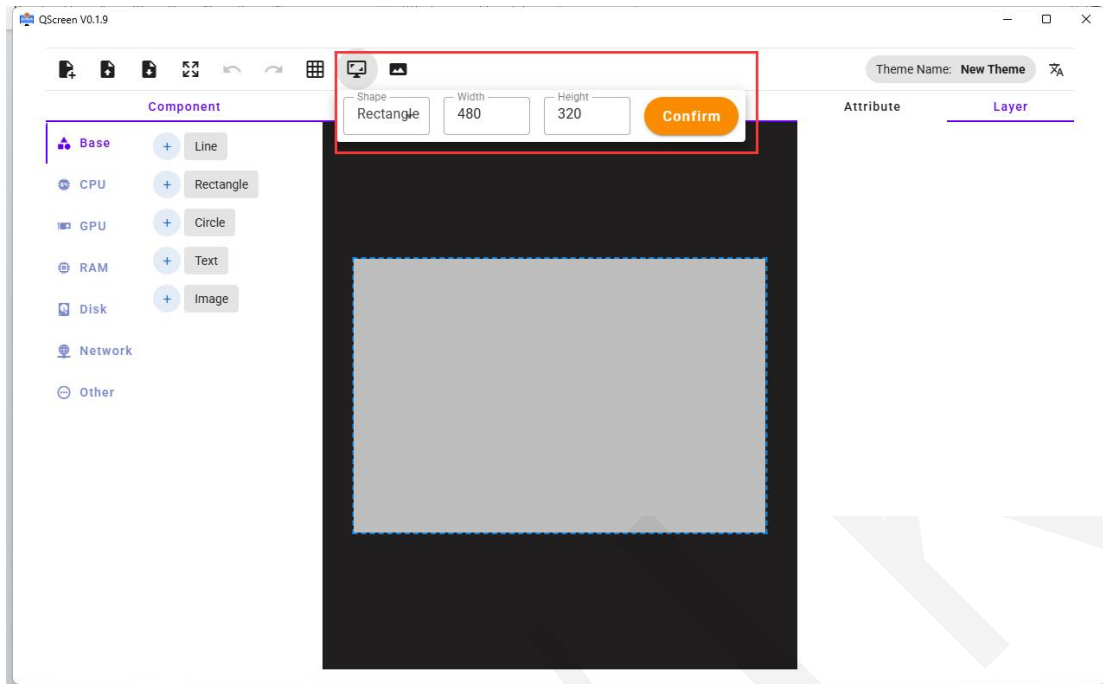 QScreen V0.1.9
Theme Name: New Theme
Component
Shape
Rectangle
Width
480
Height
320
Confirm
Attribute
Layer
Base
CPU
GPU
RAM
Disk
Network
Other
+ Line
+ Rectangle
+ Circle
+ Text
+ Image